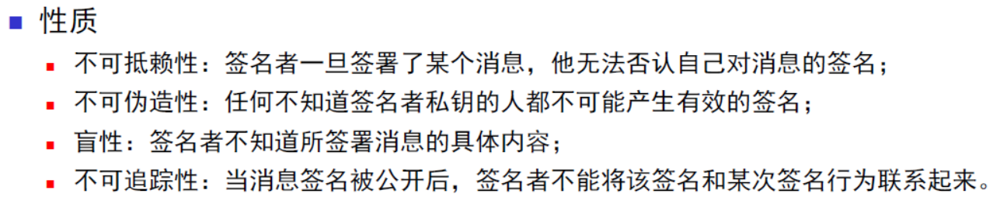 性质
不可抵赖性：签名者一旦签署了某个消息，他无法否认自己对消息的签名；
不可伪造性：任何不知道签名者私钥的人都不可能产生有效的签名；
盲性：签名者不知道所签署消息的具体内容；
不可追踪性：当消息签名被公开后，签名者不能将该签名和某次签名行为联系起来。